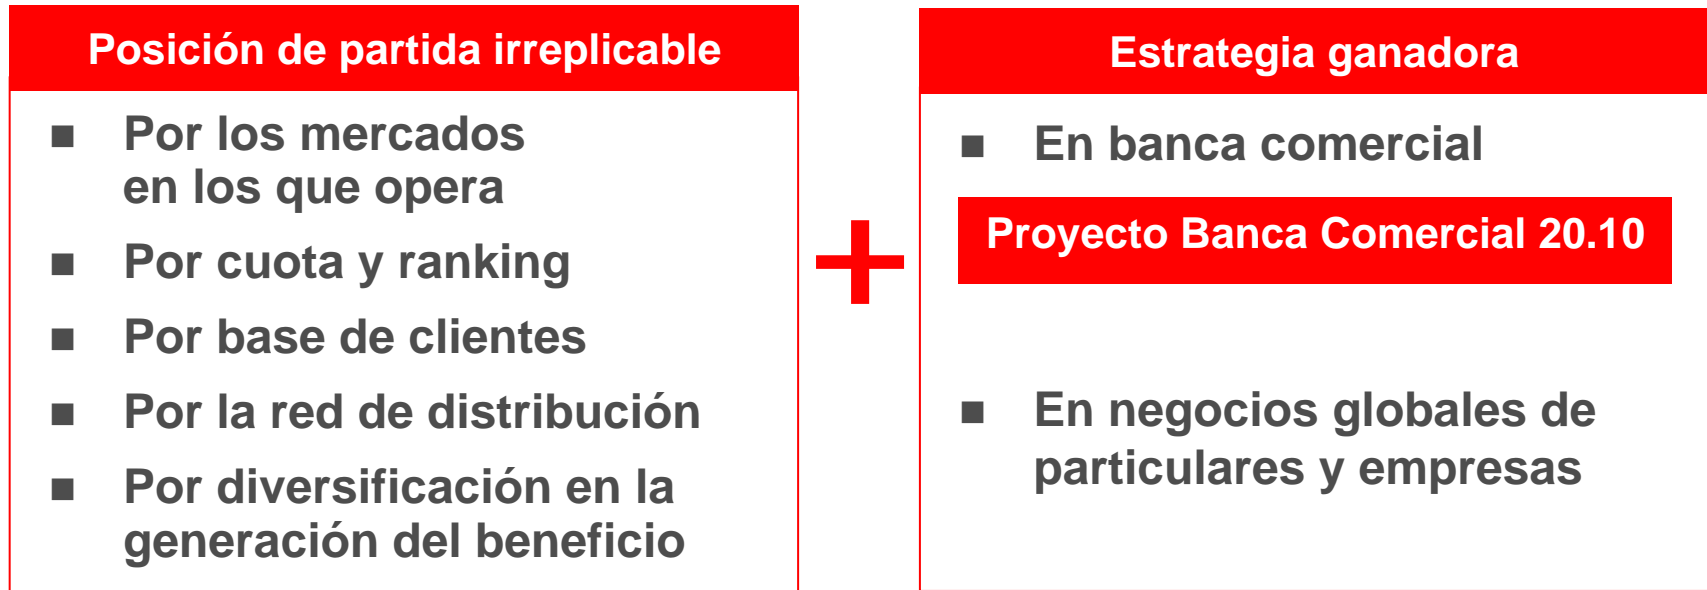 Posición de partida irreplicable
■ Por los mercados
en los que opera
■ Por cuota y ranking
■ Por base de clientes
■ Por la red de distribución
■ Por diversificación en la
generación del beneficio
+
Estrategia ganadora
■ En banca comercial
Proyecto Banca Comercial 20.10
■ En negocios globales de
particulares y empresas